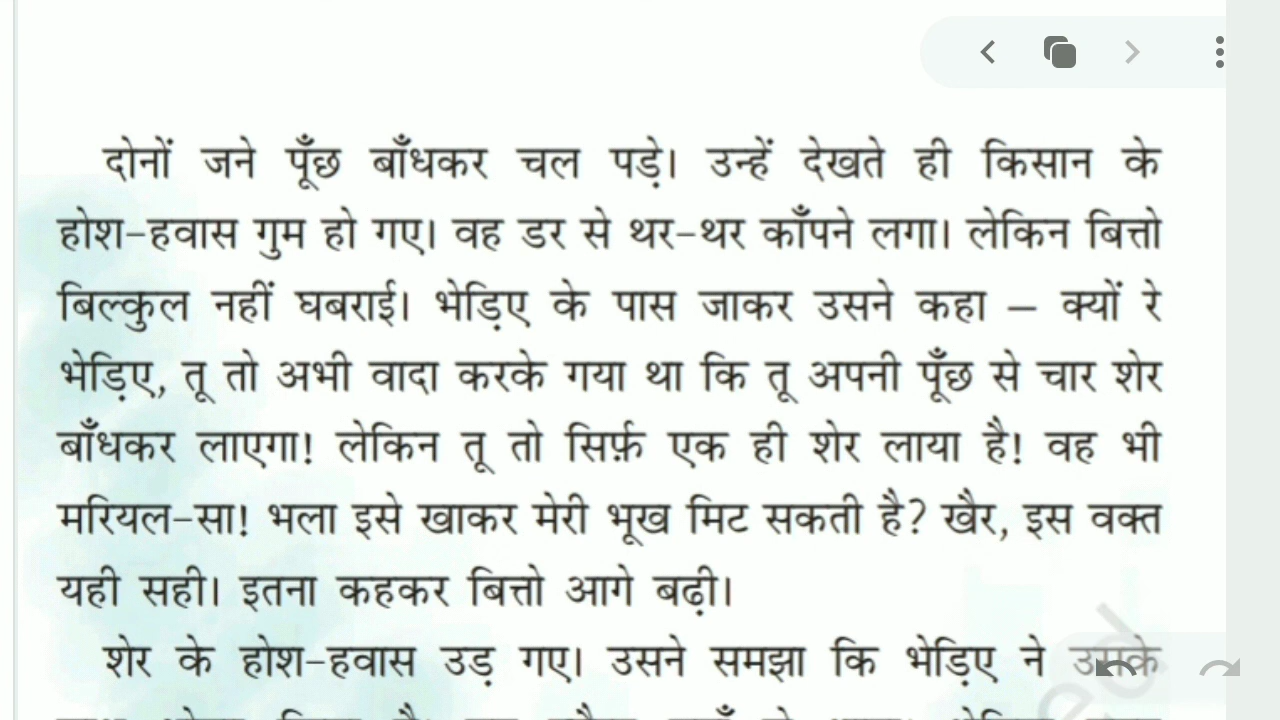 दोनों जने पूँछ बाँधकर चल पड़े। उन्हें देखते ही किसान के
होश-हवास गुम हो गए। वह डर से थर-थर काँपने लगा। लेकिन बित्तो
बिल्कुल नहीं घबराई। भेड़िए के पास जाकर उसने कहा – क्यों रे
भेड़िए, तू तो अभी वादा करके गया था कि तू अपनी पूँछ से चार शेर
बाँधकर लाएगा! लेकिन तू तो सिर्फ़ एक ही शेर लाया है! वह भी
मरियल-सा! भला इसे खाकर मेरी भूख मिट सकती है? खैर, इस वक्त
यही सही। इतना कहकर बित्तो आगे बढ़ी।
शेर के होश-हवास उड़ गए। उसने समझा कि भेड़िए ने उसके